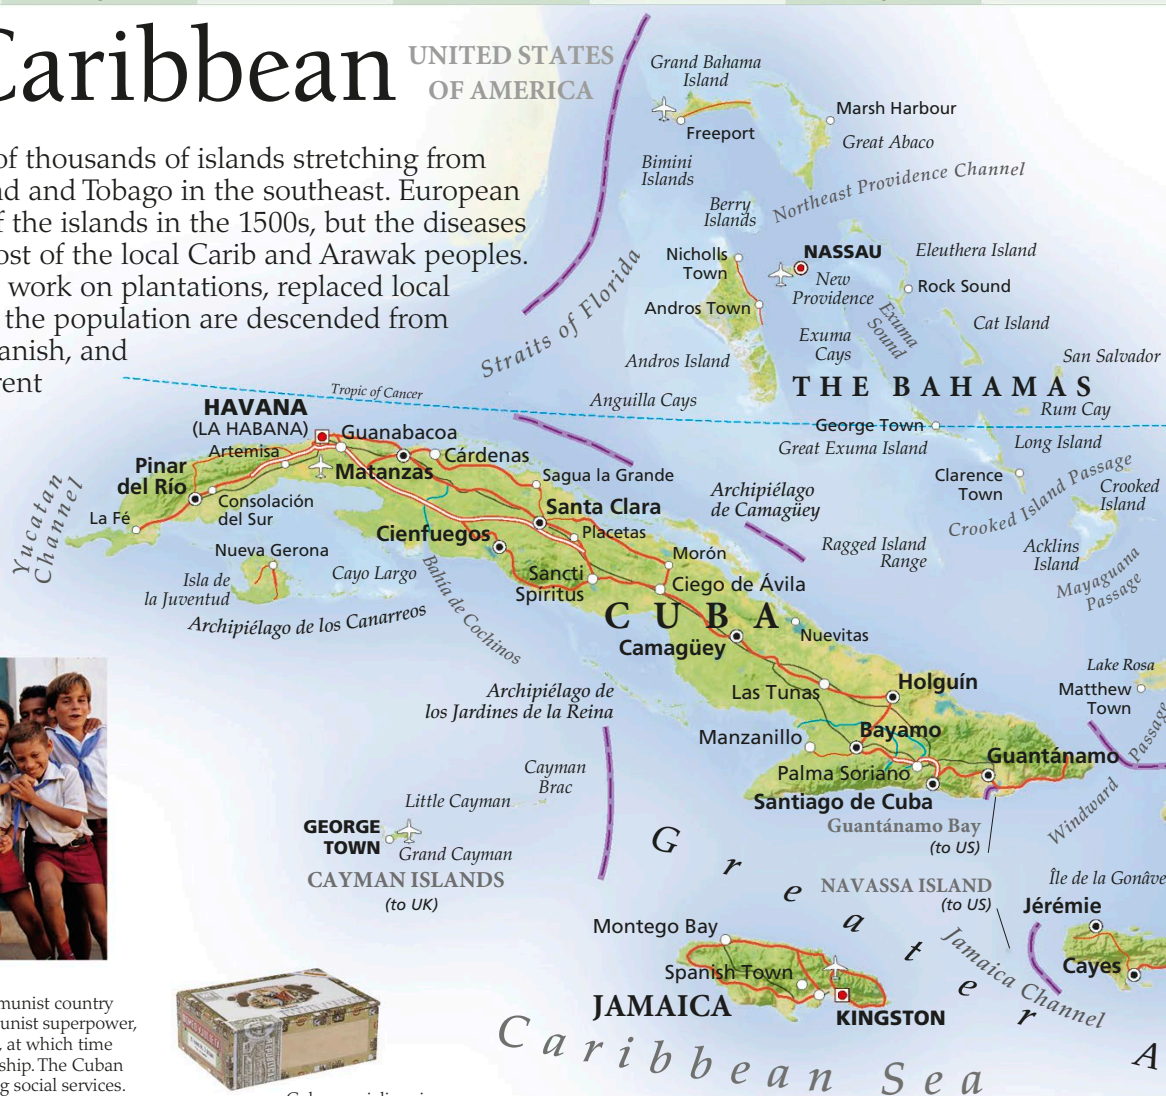 Caribbean
of thousands of islands stretching from
nd and Tobago in the southeast. European
f the islands in the 1500s, but the diseases
ost of the local Carib and Arawak peoples.
work on plantations, replaced local
the population are descended from
anish, and
rent
UNITED STATES
OF AMERICA
Grand Bahama
Island
Freeport
Marsh Harbour
Great Abaco
Bimini
Islands
Northeast Providence Channel
Berry
Islands
Nicholls
Town
NASSAU
New
Providence
Eleuthera Island
Rock Sound
Andros Town
Exuma
Sound
Cat Island
Exuma
Cays
Straits of Florida
Andros Island
San Salvador
THE BAHAMAS
Anguilla Cays
Tropic of Cancer
Rum Cay
George Town
Great Exuma Island
Long Island
HAVANA
(LA HABANA)
Guanabacoa
Artemisa
Matanzas
Cárdenas
Pinar
del Río
Consolación
del Sur
La Fé
Yucatan
Channel
Sagua la Grande
Santa Clara
Cienfuegos
Placetas
Archipiélago
de Camagüey
Clarence
Town
Crooked Island Passage
Crooked
Island
Ragged Island
Range
Acklins
Island
Mayaguana
Passage
Nueva Gerona
Isla de
la Juventud
Cayo Largo
Archipiélago de los Canarreos
Bahía de Cochinos
Sancti
Spíritus
Morón
Ciego de Ávila
CUBA
Camagüey
Nuevitas
Archipiélago de
los Jardines de la Reina
Las Tunas
Holguín
Lake Rosa
Matthew
Town
Manzanillo
Bayamo
Palma Soriano
Guantánamo
Santiago de Cuba
Guantánamo Bay
(to US)
Windward
Passage
Cayman
Brac
Little Cayman
GEORGE
TOWN
Grand Cayman
CAYMAN ISLANDS
(to UK)
Greater
A
NAVASSA ISLAND
(to US)
Île de la Gonâve
Jérémie
Cayes
Jamaica Channel
Montego Bay
Spanish Town
JAMAICA
KINGSTON
Caribbean Sea
munist country
unist superpower,
, at which time
ship. The Cuban
g social services.